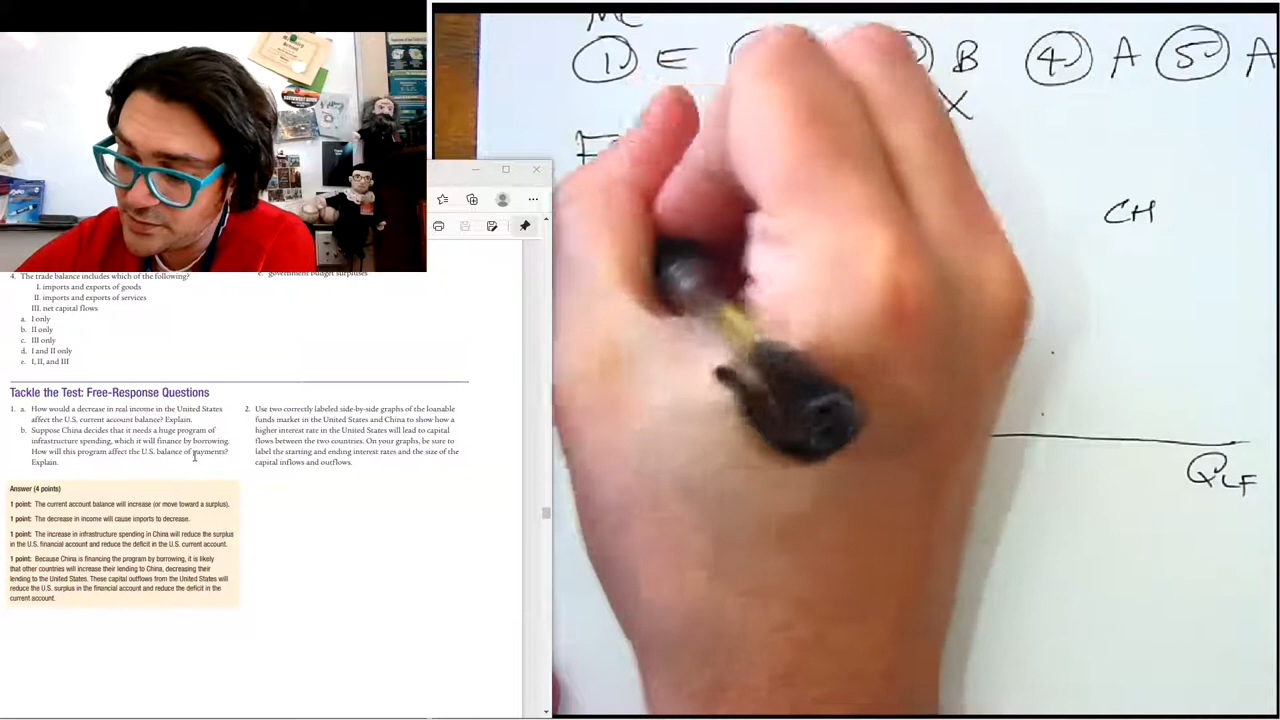 4. The trade balance includes which of the following?
I. imports and exports of goods
II. imports and exports of services
III. net capital flows
a. I only
b. II only
c. III only
d. I and II only
e. I, II, and III
e. government budget surpluses
Tackle the Test: Free-Response Questions
1. a. How would a decrease in real income in the United States
affect the U.S. current account balance? Explain.
b. Suppose China decides that it needs a huge program of
infrastructure spending, which it will finance by borrowing.
How will this program affect the U.S. balance of payments?
Explain.
Answer (4 points)
1 point: The current account balance will increase (or move toward a surplus).
1 point: The decrease in income will cause imports to decrease.
1 point: The increase in infrastructure spending in China will reduce the surplus
in the U.S. financial account and reduce the deficit in the U.S. current account.
1 point: Because China is financing the program by borrowing, it is likely
that other countries will increase their lending to China, decreasing their
lending to the United States. These capital outflows from the United States will
reduce the U.S. surplus in the financial account and reduce the deficit in the
current account.
2. Use two correctly labeled side-by-side graphs of the loanable
funds market in the United States and China to show how a
higher interest rate in the United States will lead to capital
flows between the two countries. On your graphs, be sure to
label the starting and ending interest rates and the size of the
capital inflows and outflows.
MC
1 E B 4 A 5 A
X
F
CH
QLF